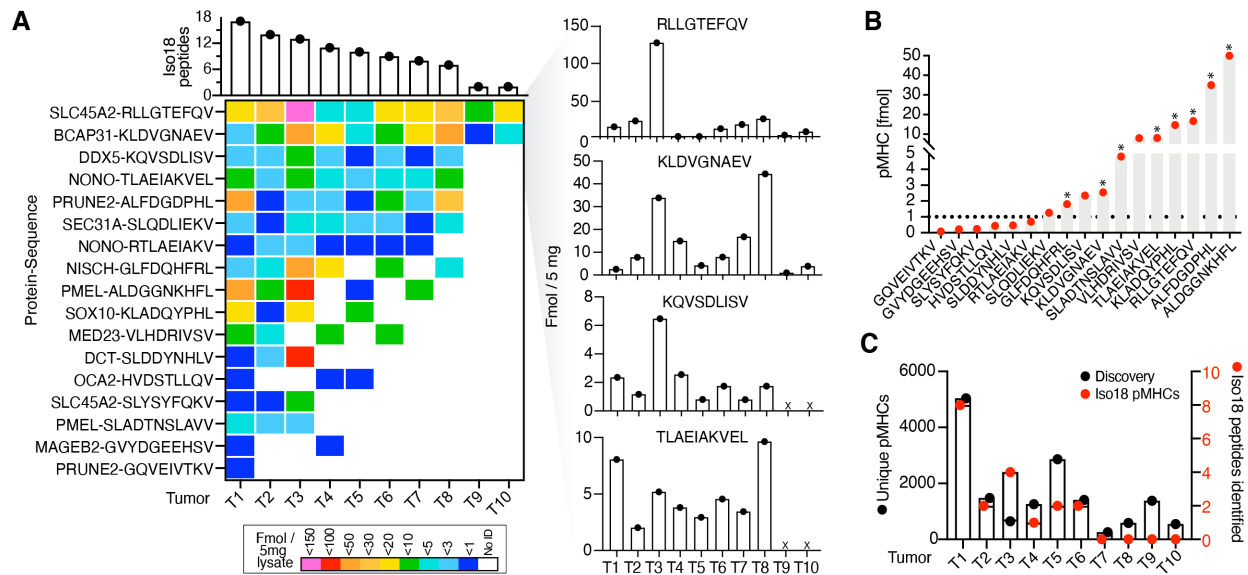 A
Iso18
peptides
18
12
6
0
Protein-Sequence
SLC45A2-RLLGTEFQV
BCAP31-KLDVGNAEV
DDX5-KQVSDLISV
NONO-TLAEIAKVEL
PRUNE2-ALFDGDPHL
SEC31A-SLQDLIEKV
NONO-RTLAEIAKV
NISCH-GLFDQHFRL
PMEL-ALDGGNKHFL
SOX10-KLADQYPHL
MED23-VLHDRIVSV
DCT-SLDDYNHLV
OCA2-HVDSTLLQV
SLC45A2-SLYSYFQKV
PMEL-SLADTNSLAVV
MAGEB2-GVYDGEEHSV
PRUNE2-GQVEIVTKV
Tumor
T1 T2 T3 T4 T5 T6 T7 T8 T9 T10
Fmol /
5mg
lysate
<150 <100 <50 <30 <20 <10 <5 <3 <1 No ID
Fmol / 5 mg
RLLGTEFQV
150
100
50
0
KLDVGNAEV
50
40
30
20
10
0
KQVSDLISV
8
6
4
2
0
x x
TLAEIAKVEL
10
5
0
x x
T1 T2 T3 T4 T5 T6 T7 T8 T9 T10
B
pMHC [fmol]
50
40
30
20
10
5
4
3
2
1
0
* * * * * * * *
GQVEIVTKV
GVYDGEEHSV
SLYSYFQKV
HVDSTLLQV
SLDDYNHLV
RTLAEIAKV
SLQDLIEKV
GLFDQHFRL
KQVSDLISV
KLDVGNAEV
SLADTNSLAVV
VLHDRIVSV
TLAEIAKVEL
KLADQYPHL
RLLGTEFQV
ALFDGDPHL
ALDGGNKHFL
C
Unique pMHCs
6000
4000
2000
0
Discovery
Iso18 pMHCs
10
8
6
4
2
0
Iso18 peptides identified
Tumor
T1 T2 T3 T4 T5 T6 T7 T8 T9 T10